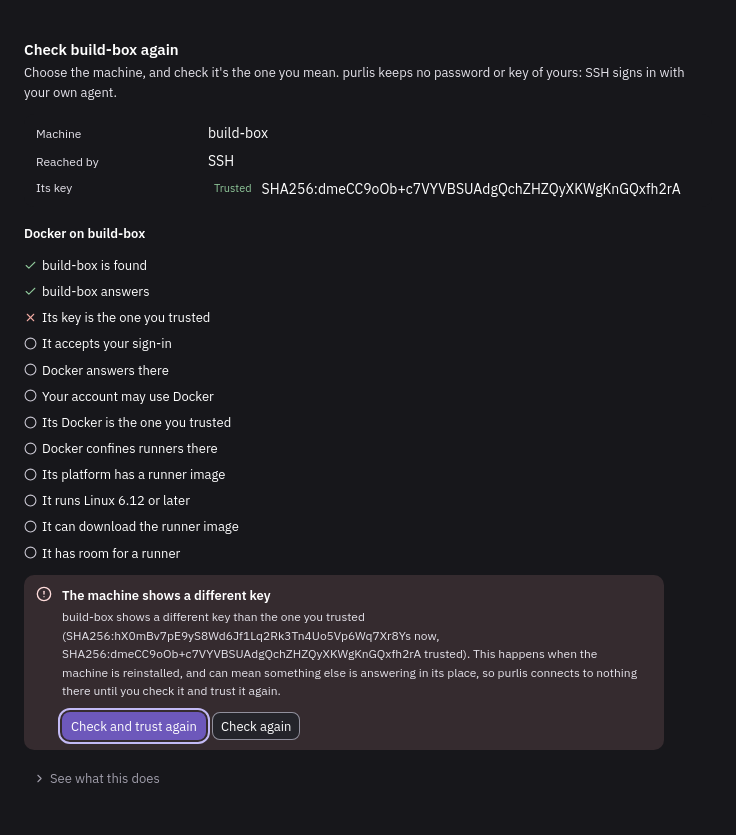 Check build-box again
Choose the machine, and check it's the one you mean. purlis keeps no password or key of yours: SSH signs in with
your own agent.
Machine build-box
Reached by SSH
Its key Trusted SHA256:dmeCC9oOb+c7VYVBSUAdgQchZHZQyXKWgKnGQxfh2rA
Docker on build-box
build-box is found
build-box answers
Its key is the one you trusted
It accepts your sign-in
Docker answers there
Your account may use Docker
Its Docker is the one you trusted
Docker confines runners there
Its platform has a runner image
It runs Linux 6.12 or later
It can download the runner image
It has room for a runner
The machine shows a different key
build-box shows a different key than the one you trusted
(SHA256:hX0mBv7pE9yS8Wd6Jf1Lq2Rk3Tn4Uo5Vp6Wq7Xr8Ys now,
SHA256:dmeCC9oOb+c7VYVBSUAdgQchZHZQyXKWgKnGQxfh2rA trusted). This happens when the
machine is reinstalled, and can mean something else is answering in its place, so purlis connects to nothing
there until you check it and trust it again.
Check and trust again Check again
See what this does